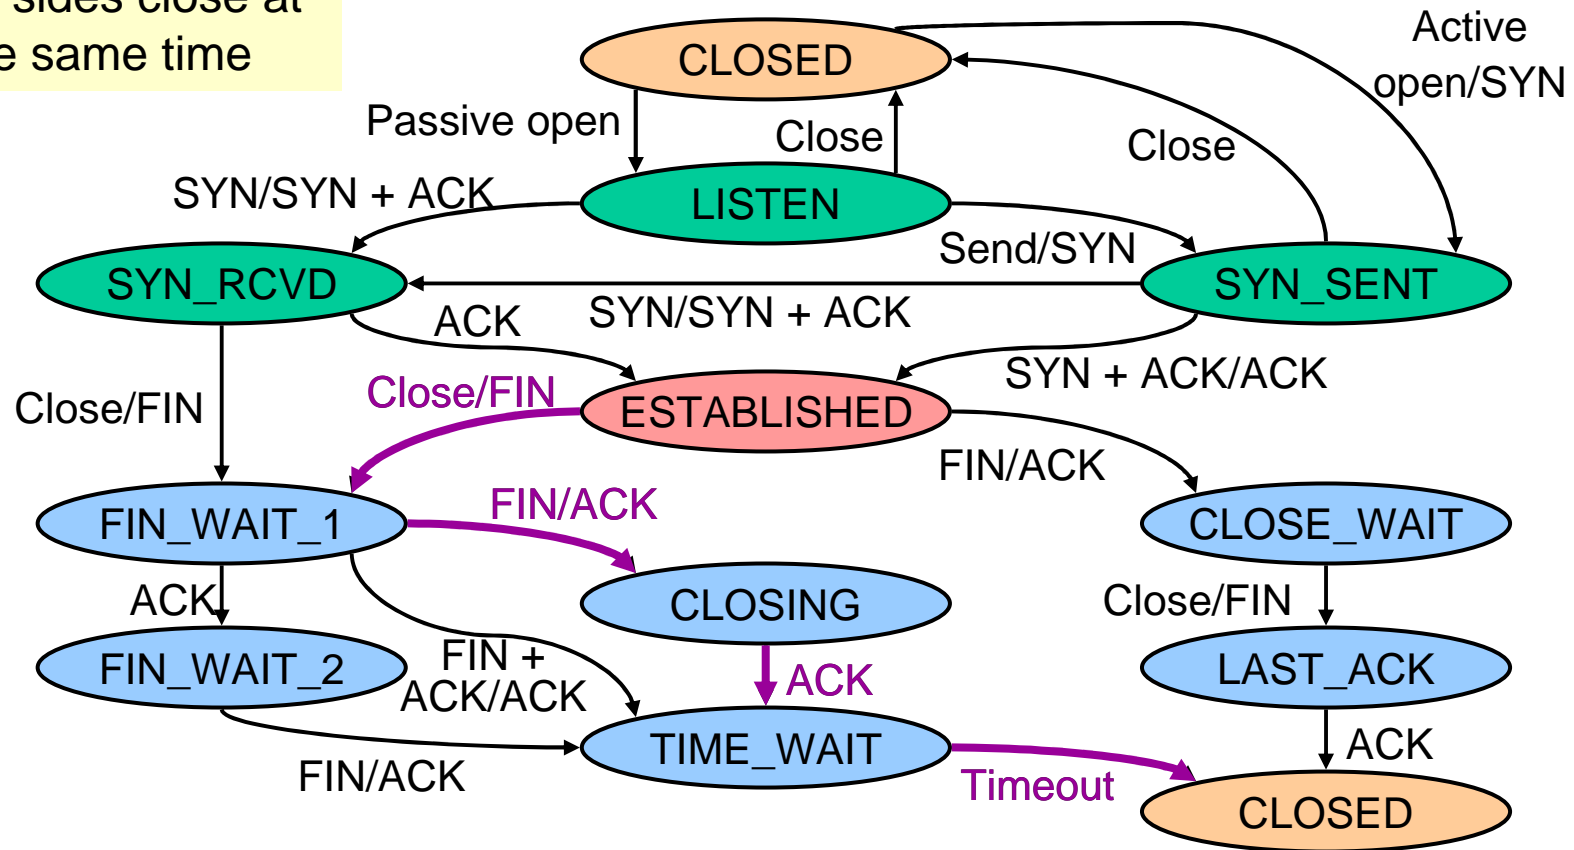 sides close at
e same time
CLOSED
Active
open/SYN
Passive open
Close
Close
SYN/SYN + ACK
LISTEN
Send/SYN
SYN_RCVD
SYN_SENT
ACK
SYN/SYN + ACK
SYN + ACK/ACK
Close/FIN
Close/FIN
ESTABLISHED
FIN/ACK
FIN/ACK
FIN_WAIT_1
CLOSE_WAIT
ACK
CLOSING
Close/FIN
FIN_WAIT_2
FIN +
ACK/ACK
ACK
LAST_ACK
FIN/ACK
TIME_WAIT
Timeout
ACK
CLOSED